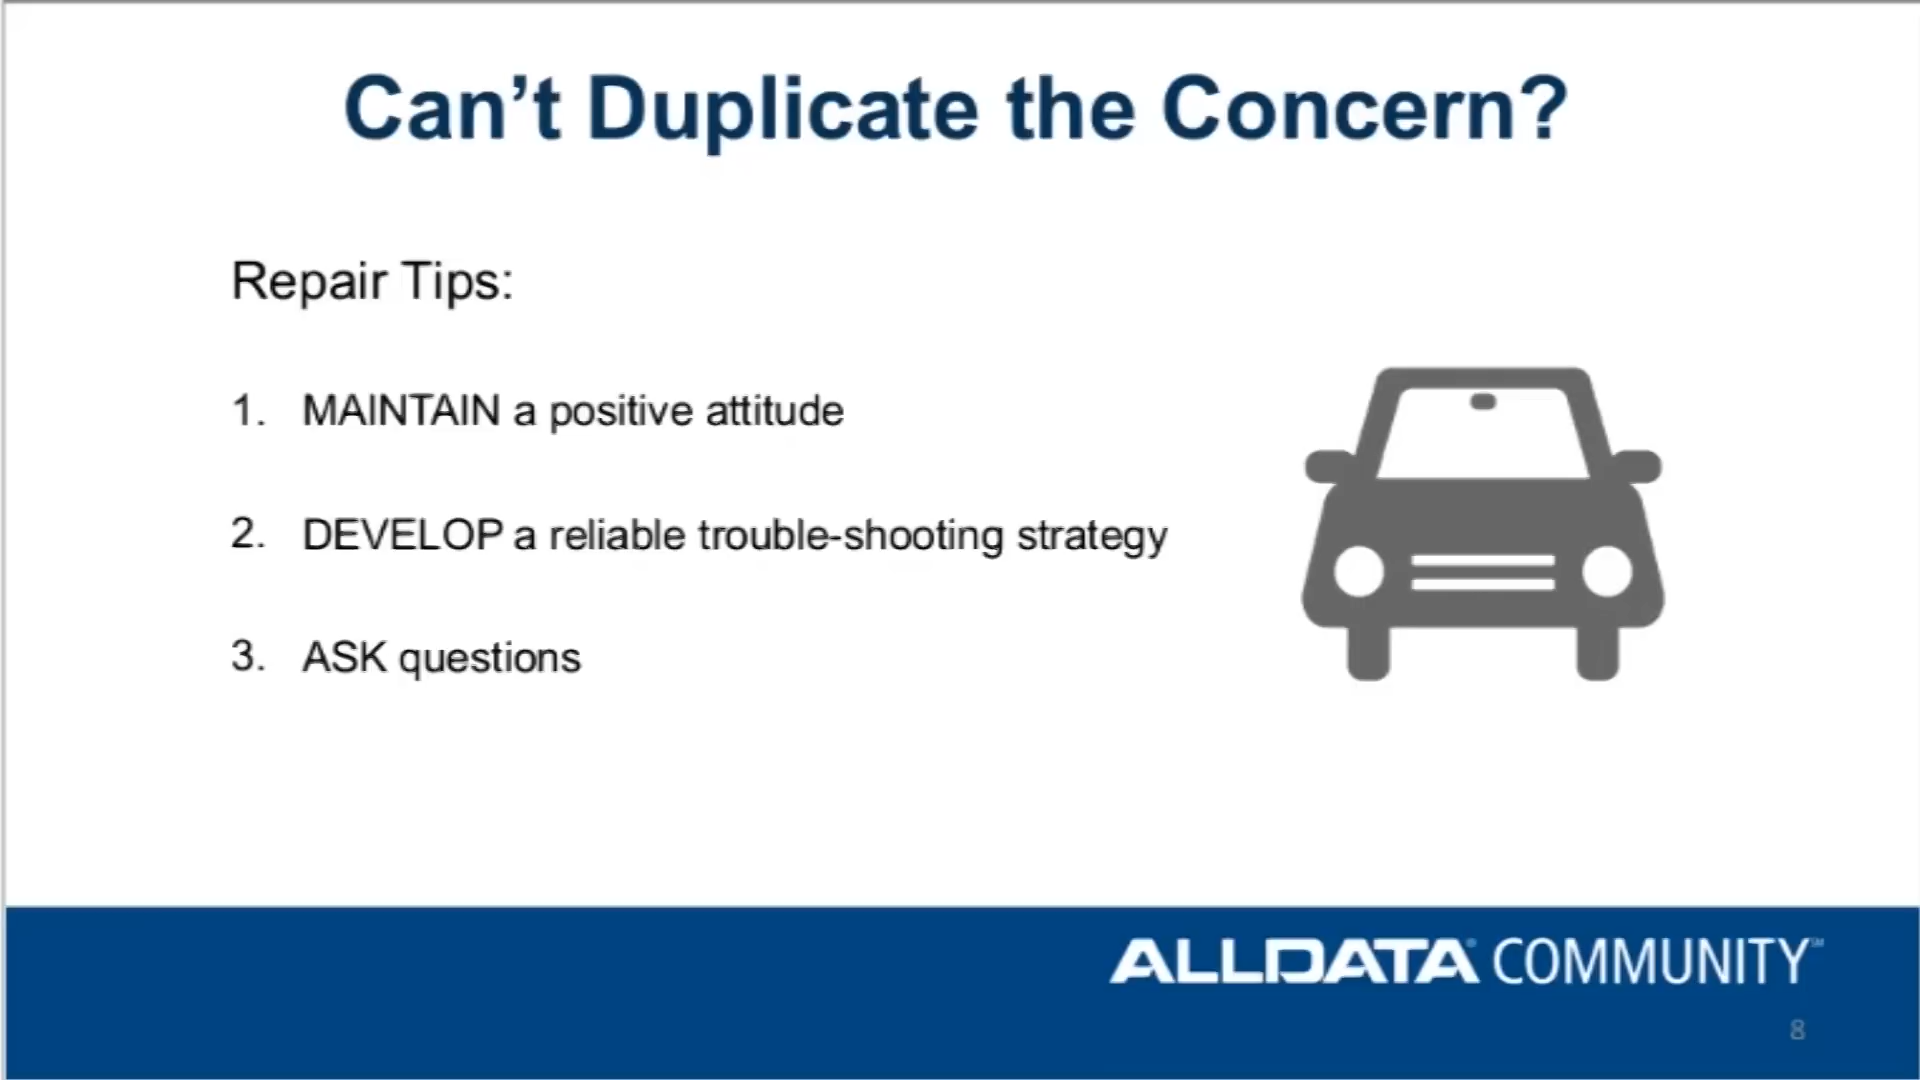 Can’t Duplicate the Concern?
Repair Tips:
1. MAINTAIN a positive attitude
2. DEVELOP a reliable trouble-shooting strategy
3. ASK questions
ALLDATA® COMMUNITY℠
8